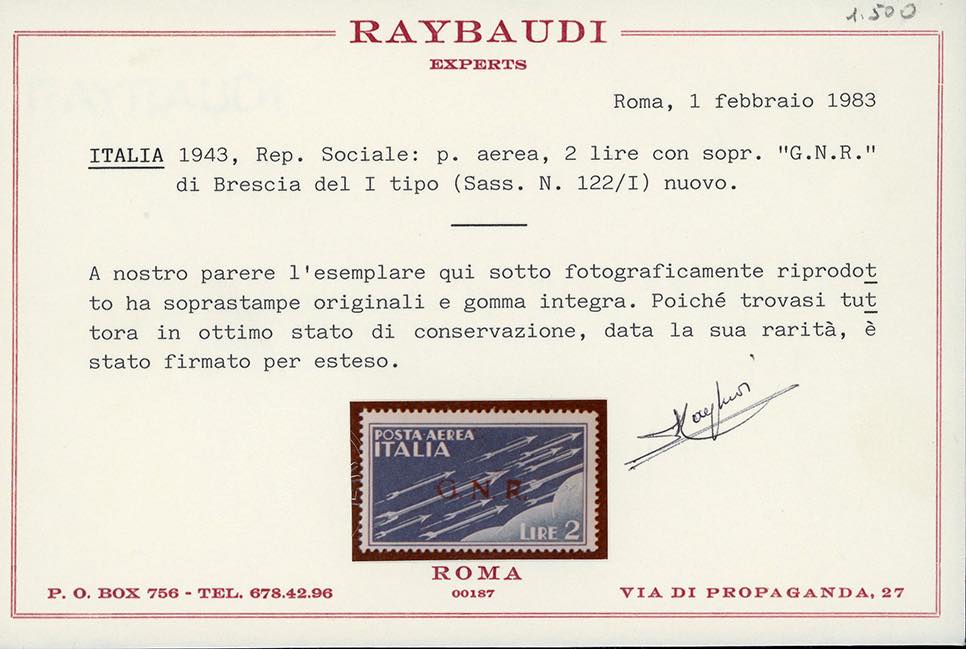 1.500
RAYBAUDI
EXPERTS
Roma, 1 febbraio 1983
ITALIA 1943, Rep. Sociale: p. aerea, 2 lire con sopr. "G.N.R."
di Brescia del I tipo (Sass. N. 122/I) nuovo.
A nostro parere l'esemplare qui sotto fotograficamente riprodot
to ha soprastampe originali e gomma integra. Poiché trovasi tut
tora in ottimo stato di conservazione, data la sua rarità, è
stato firmato per esteso.
POSTA·AEREA
ITALIA
G.N.R.
LIRE 2
ROMA
00187
P. O. BOX 756 - TEL. 678.42.96
VIA DI PROPAGANDA, 27